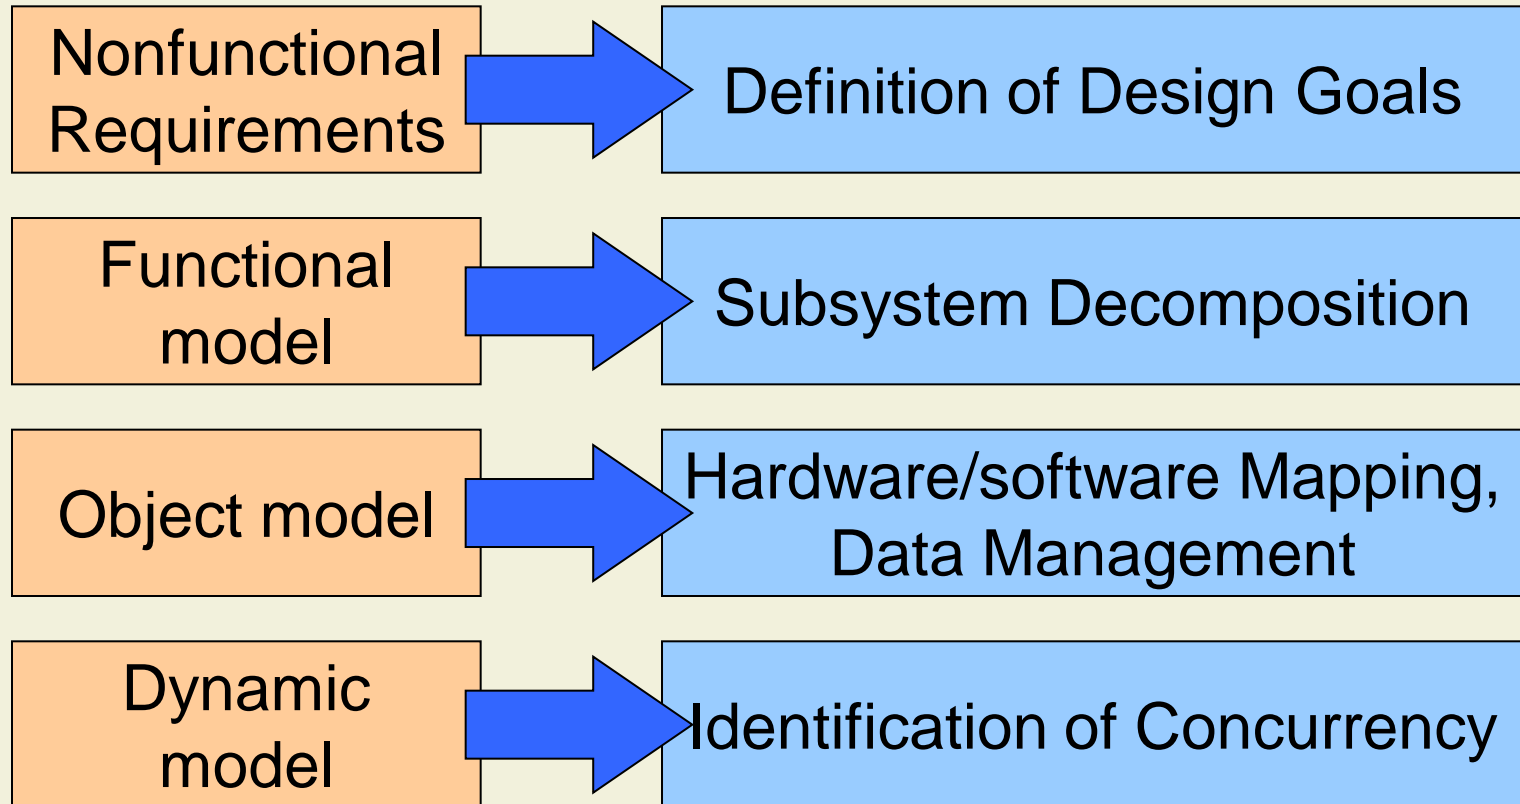 Nonfunctional
Requirements
Definition of Design Goals
Functional
model
Subsystem Decomposition
Object model
Hardware/software Mapping,
Data Management
Dynamic
model
Identification of Concurrency